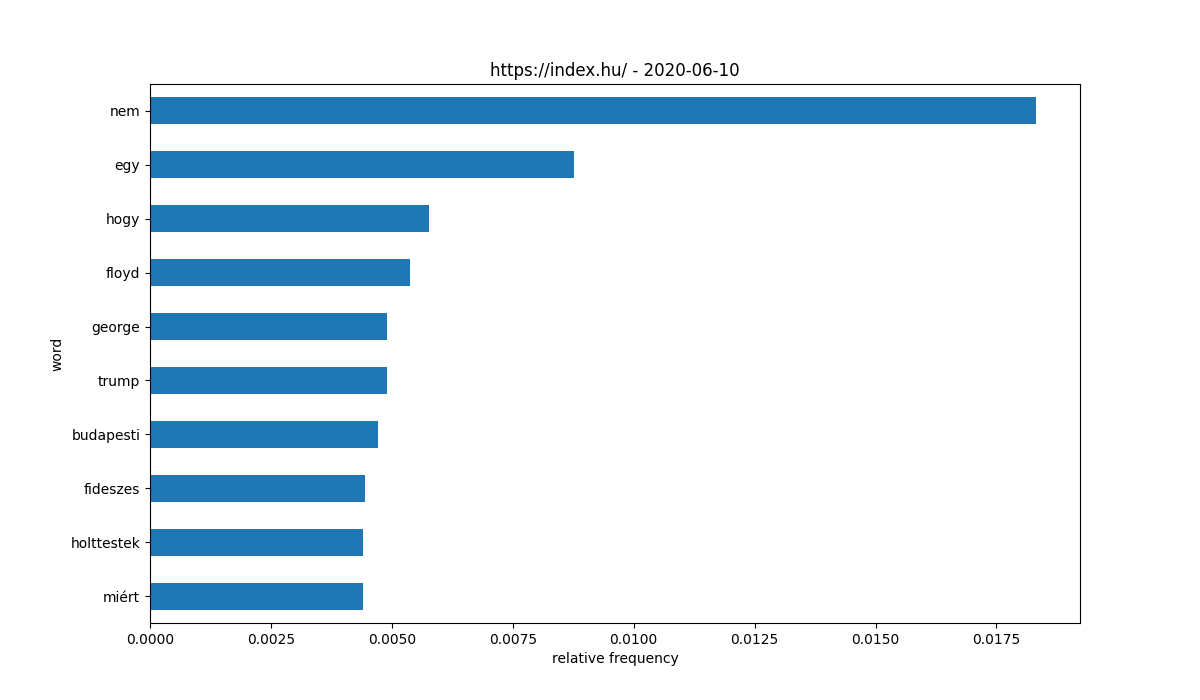 https://index.hu/ - 2020-06-10
nem
egy
hogy
floyd
george
trump
budapesti
fideszes
holttestek
miért
word
0.0000 0.0025 0.0050 0.0075 0.0100 0.0125 0.0150 0.0175
relative frequency